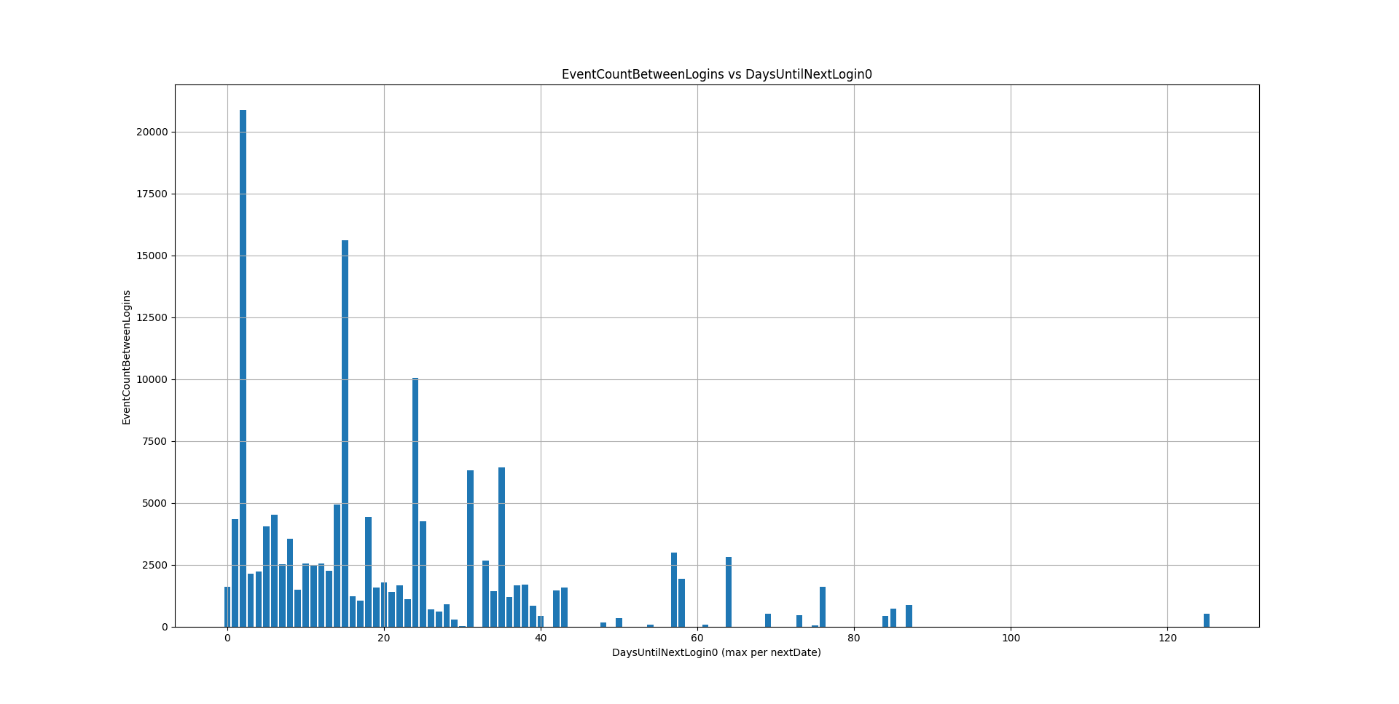 EventCountBetweenLogins vs DaysUntilNextLogin0
20000
17500
15000
12500
10000
7500
5000
2500
0
EventCountBetweenLogins
0 20 40 60 80 100 120
DaysUntilNextLogin0 (max per nextDate)